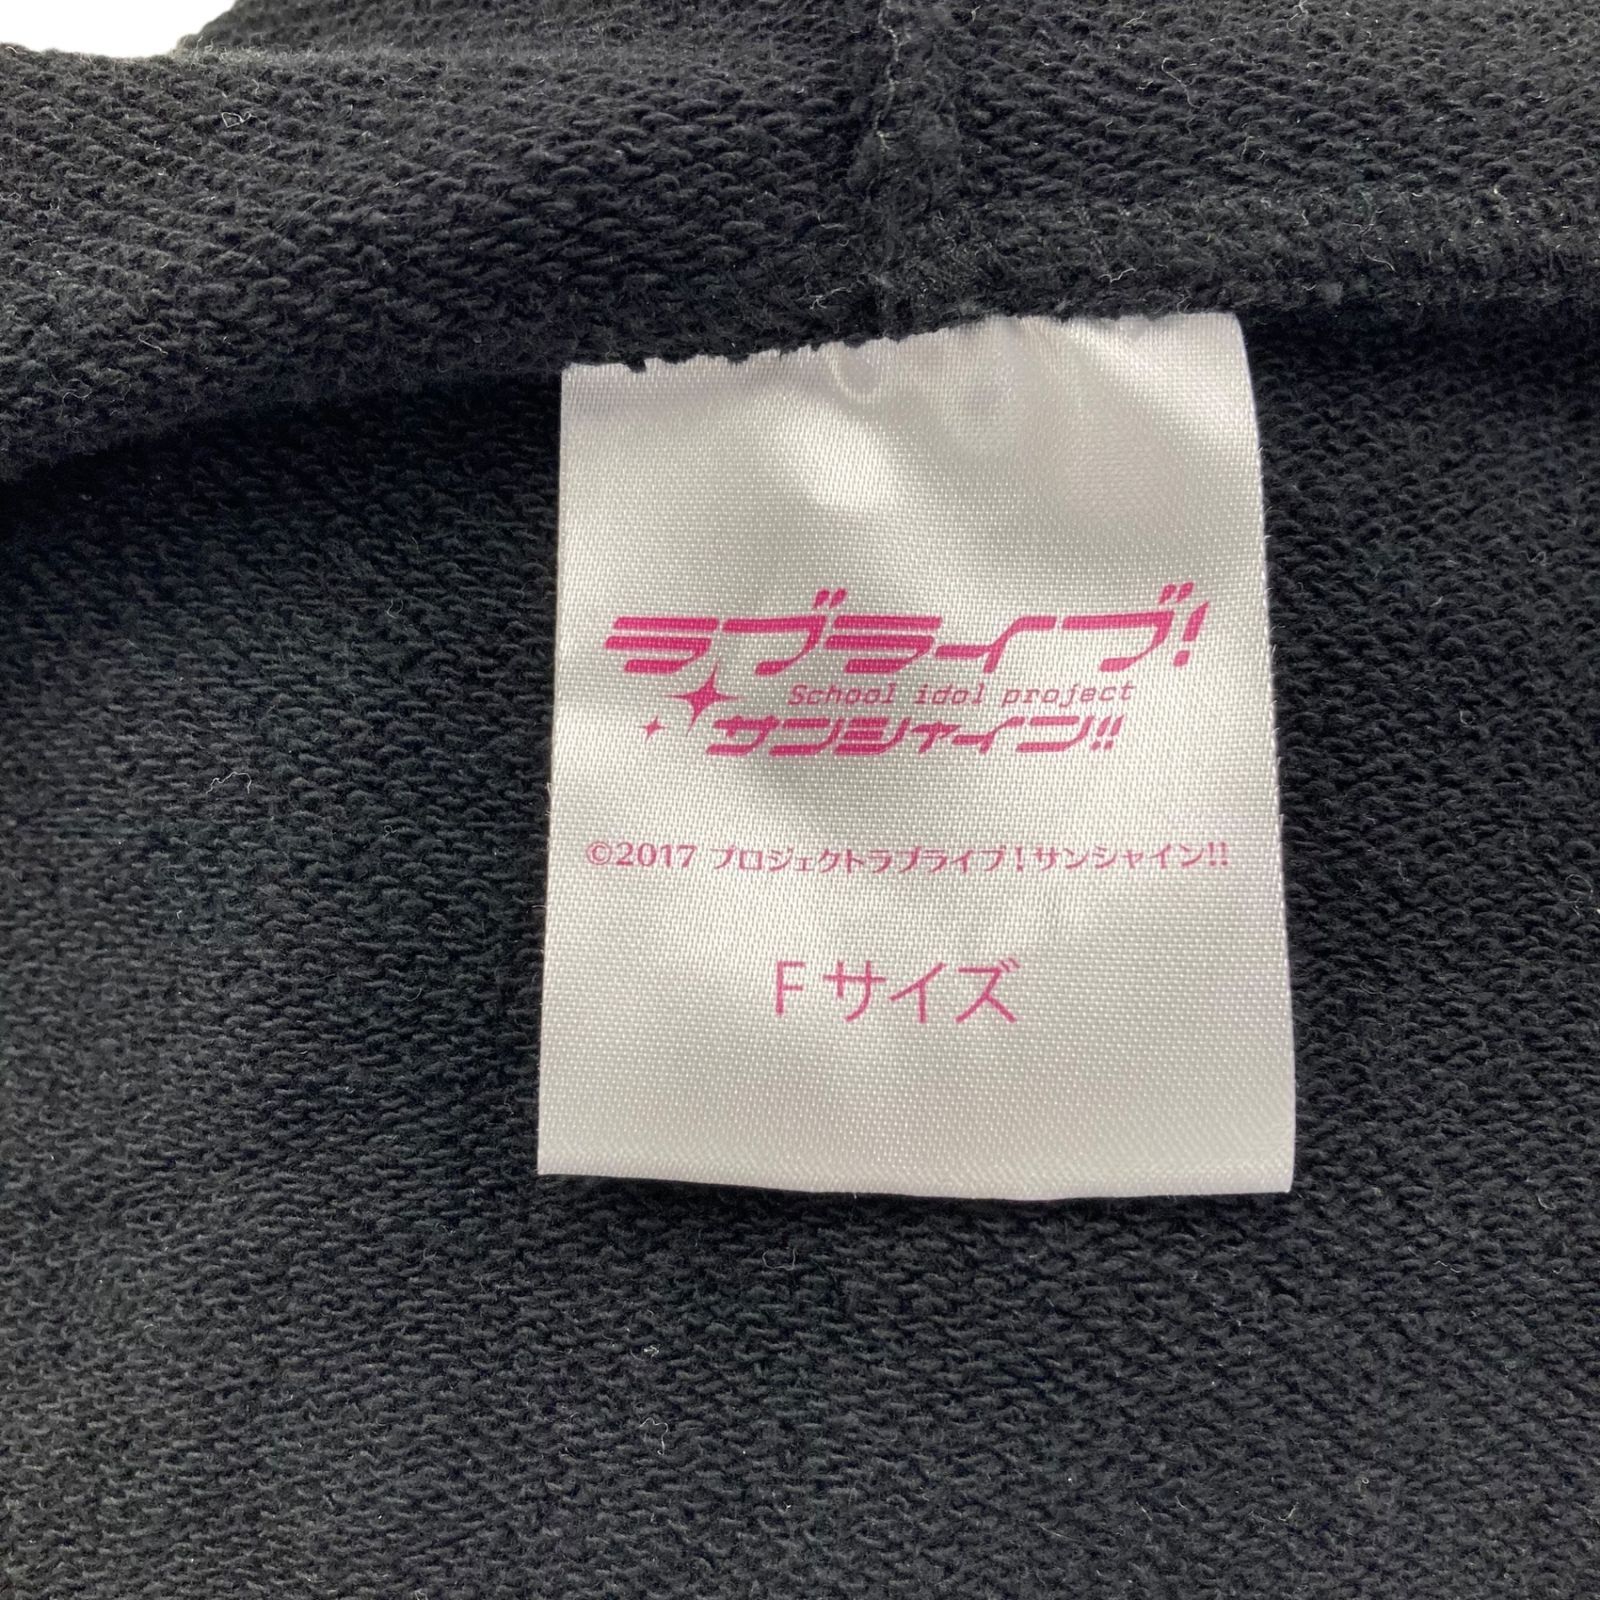 ラブライブ!
School idol project
サンシャイン!!
©2017 プロジェクトラブライブ!サンシャイン!!
Fサイズ